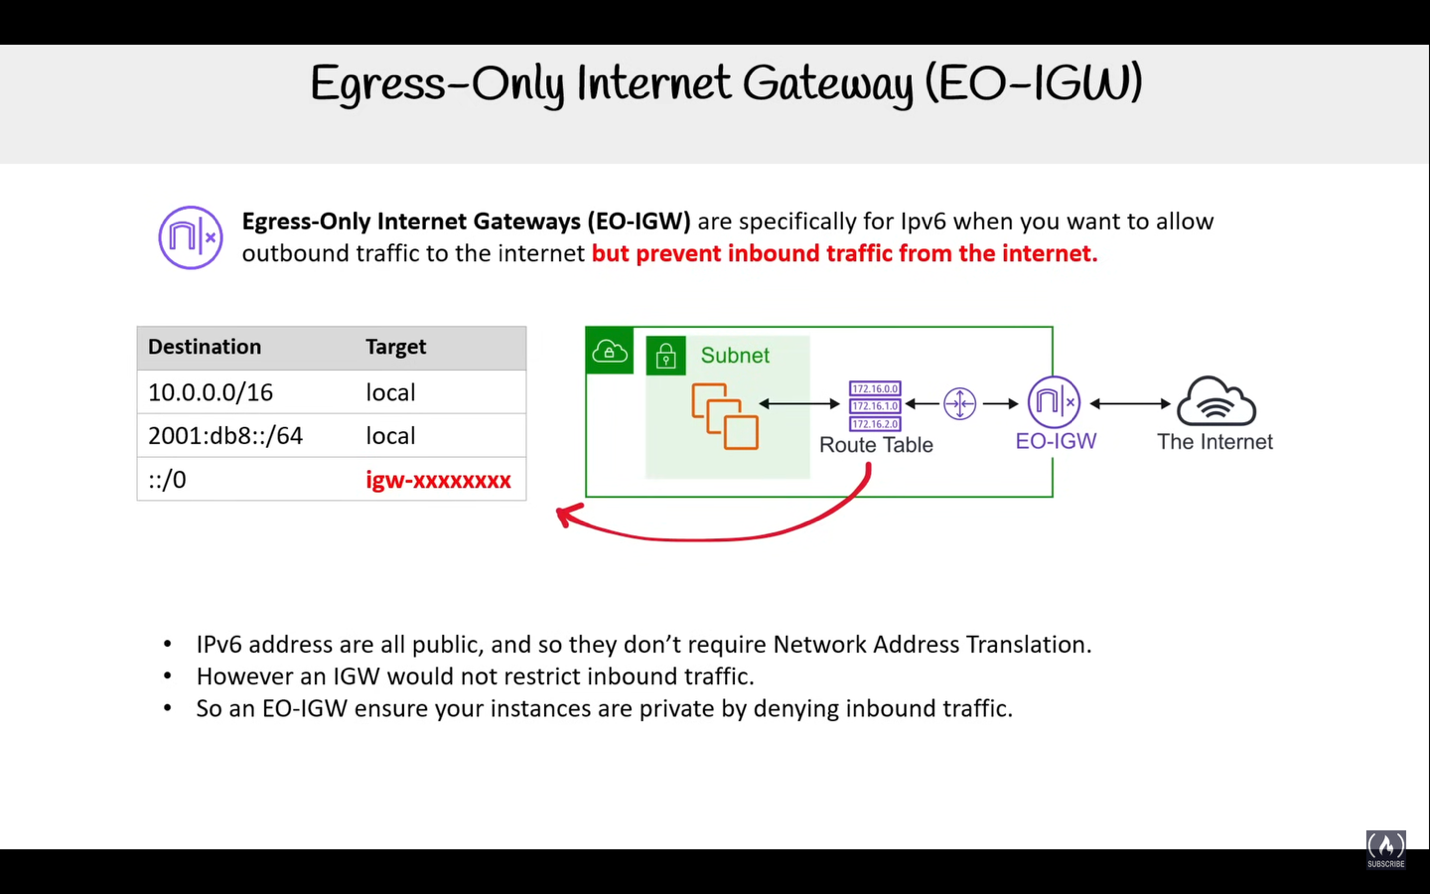 Egress-Only Internet Gateway (EO-IGW)
Egress-Only Internet Gateways (EO-IGW) are specifically for Ipv6 when you want to allow
outbound traffic to the internet but prevent inbound traffic from the internet.
Destination Target
10.0.0.0/16 local
2001:db8::/64 local
::/0 igw-xxxxxxxx
Subnet
172.16.0.0
172.16.1.0
172.16.2.0
Route Table
EO-IGW
The Internet
• IPv6 address are all public, and so they don’t require Network Address Translation.
• However an IGW would not restrict inbound traffic.
• So an EO-IGW ensure your instances are private by denying inbound traffic.
SUBSCRIBE